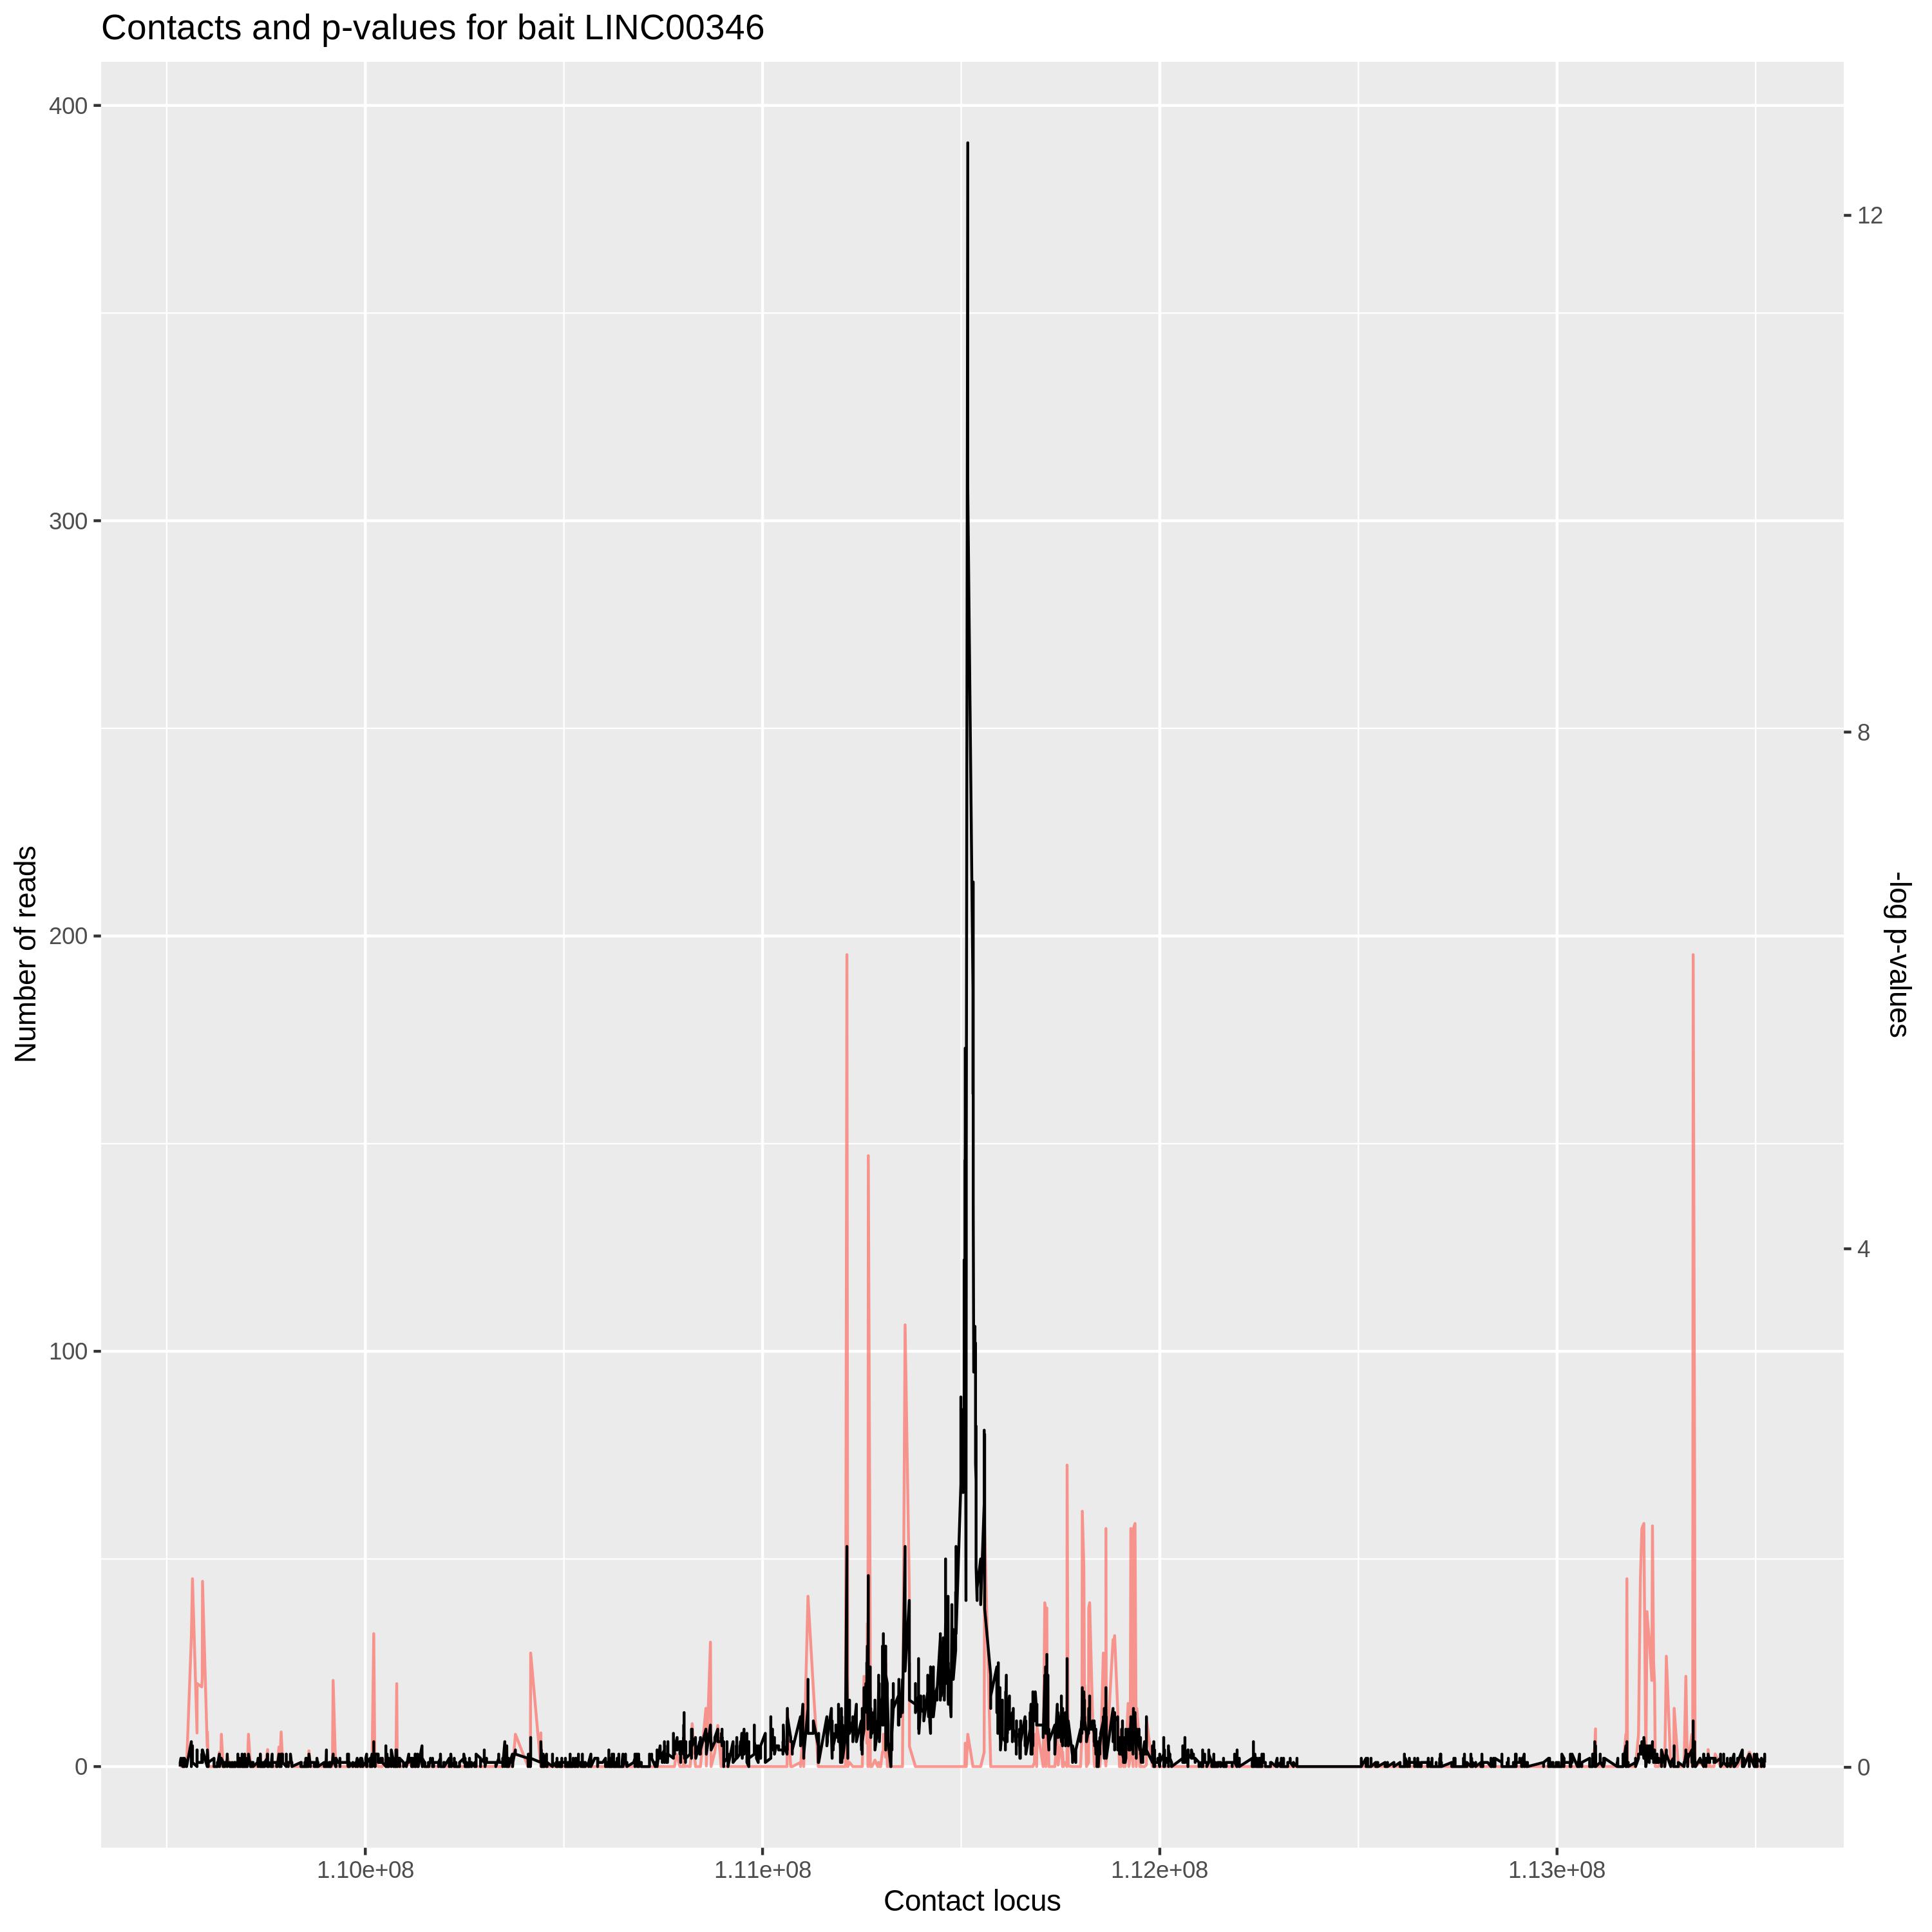 Contacts and p-values for bait LINC00346
400
300
200
100
0
Number of reads
12
8
4
0
-log p-values
1.10e+08
1.11e+08
1.12e+08
1.13e+08
Contact locus